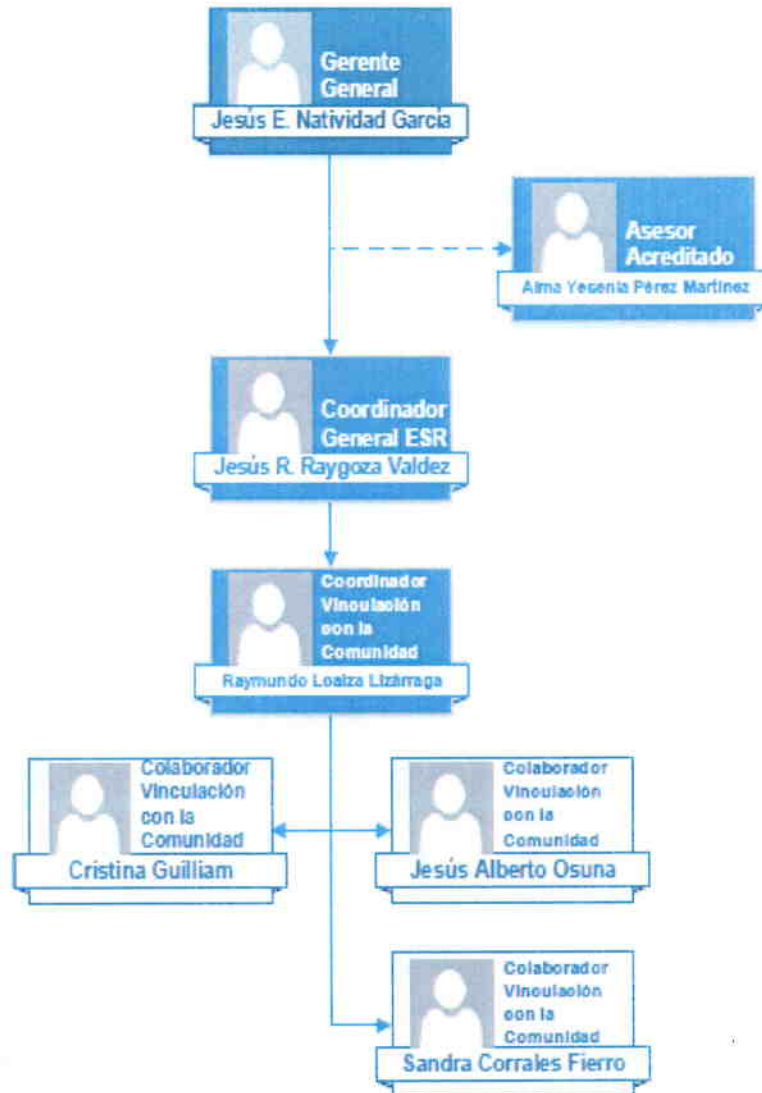 Gerente
General
Jesús E. Natividad García
Asesor
Acreditado
Alma Yesenia Pérez Martínez
Coordinador
General ESR
Jesús R. Raygoza Valdez
Coordinador
Vinculación
con la
Comunidad
Raymundo Loaiza Lizárraga
Colaborador
Vinculación
con la
Comunidad
Cristina Guilliam
Colaborador
Vinculación
con la
Comunidad
Jesús Alberto Osuna
Colaborador
Vinculación
con la
Comunidad
Sandra Corrales Fierro